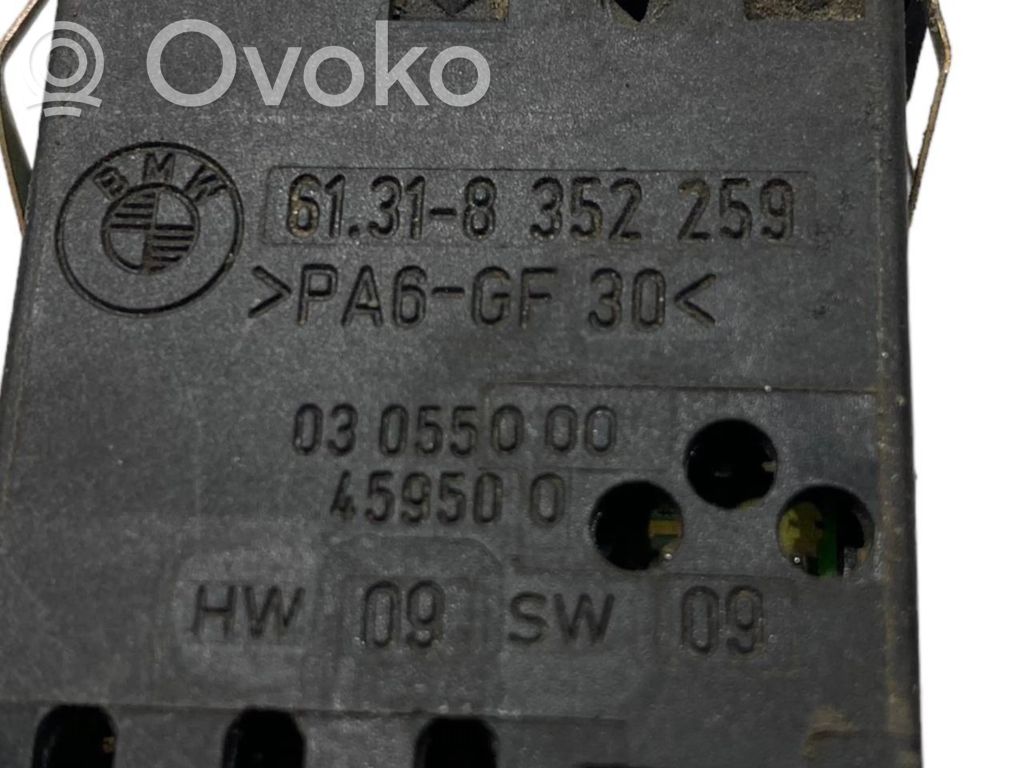 Ovoko
BMW
61.31-8 352 259
>PA6-GF 30<
03 0550 00
45950 0
HW 09 SW 09